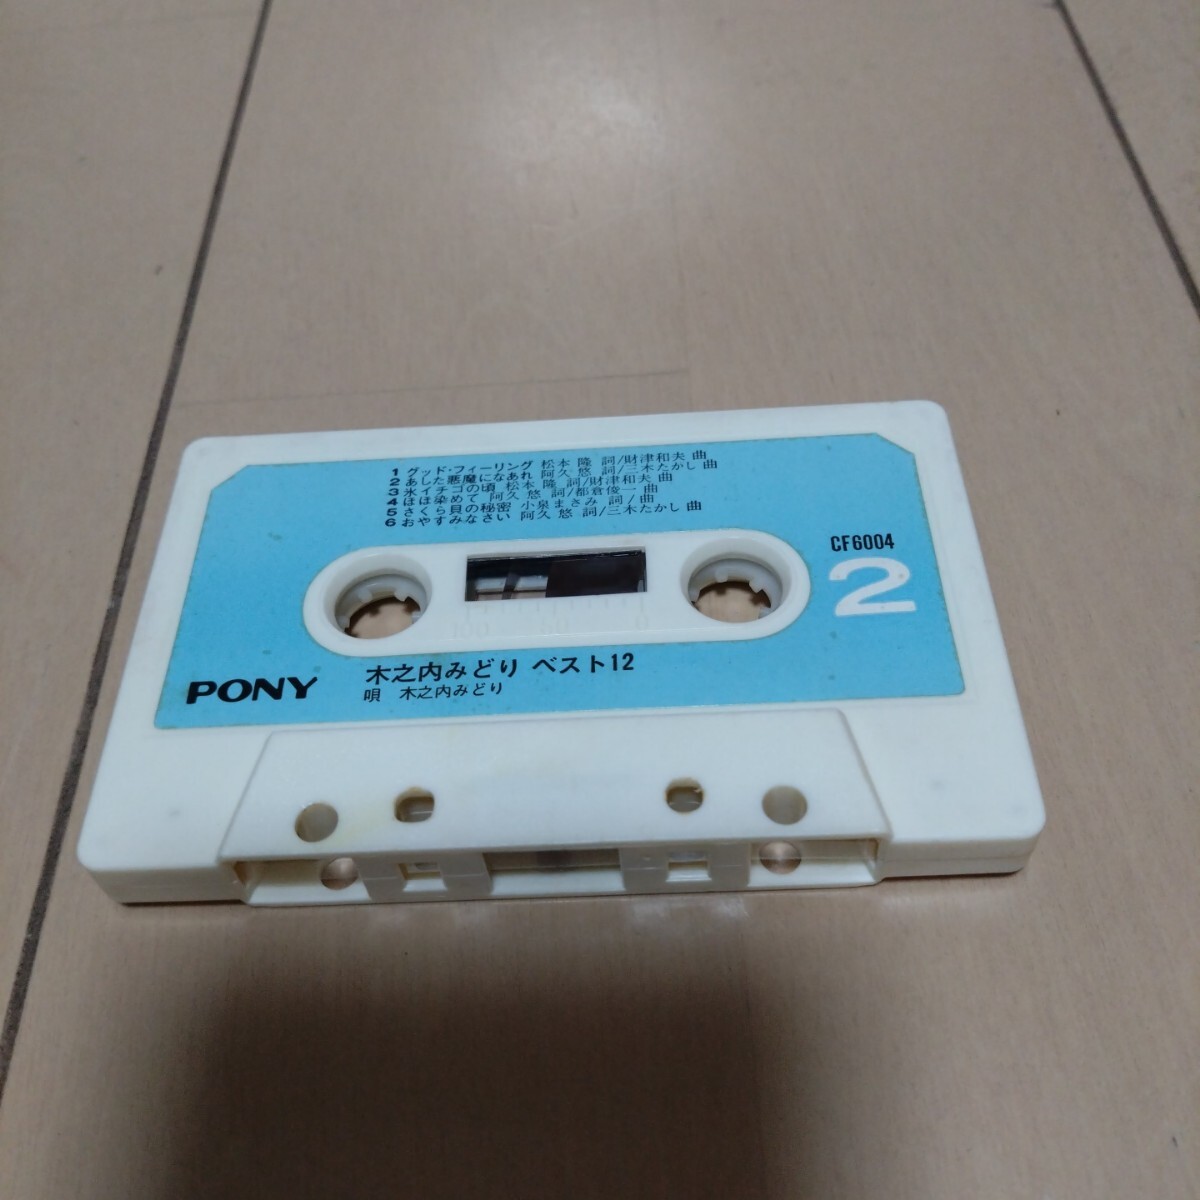 1 グッド・フィーリング 松本 隆 詞/財津和夫 曲
2 あした悪魔になあれ 阿久 悠 詞/三木たかし 曲
3 氷イチゴの頃 松本 隆 詞/財津和夫 曲
4 ほほ染めて 阿久 悠 詞/都倉俊一 曲
5 さくら貝の秘密 小泉まさみ 詞/曲
6 おやすみなさい 阿久 悠 詞/三木たかし 曲
CF6004
2
100 50 0
PONY
木之内みどり ベスト12
唄 木之内みどり